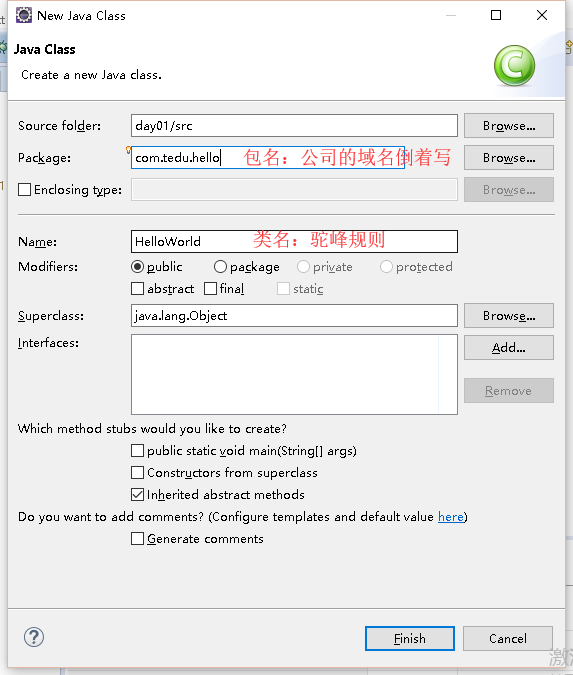 New Java Class
Java Class
Create a new Java class.
Source folder: day01/src Browse...
Package: com.tedu.hello 包名：公司的域名倒着写 Browse...
Enclosing type: Browse...
Name: HelloWorld 类名：驼峰规则
Modifiers: public package private protected
abstract final static
Superclass: java.lang.Object Browse...
Interfaces: Add...
Remove
Which method stubs would you like to create?
public static void main(String[] args)
Constructors from superclass
Inherited abstract methods
Do you want to add comments? (Configure templates and default value here)
Generate comments
Finish Cancel